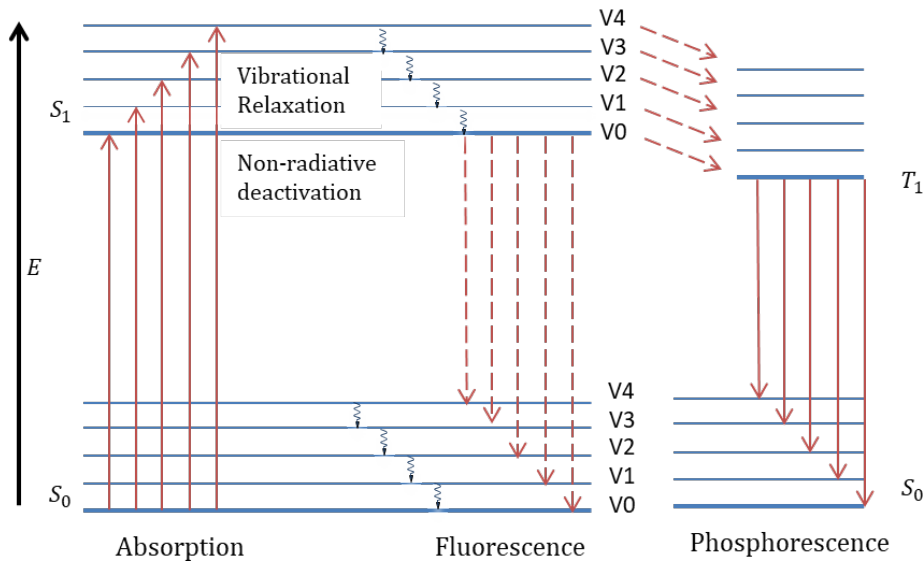 V4
V3
V2
V1
V0
Vibrational
Relaxation
S1
Non-radiative
deactivation
T1
E
V4
V3
V2
V1
V0
S0
S0
Absorption
Fluorescence
Phosphorescence